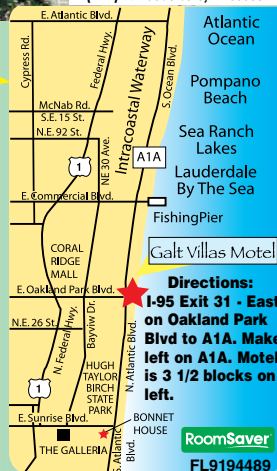 E. Atlantic Blvd.
Atlantic
Ocean
Cypress Rd.
Federal Hwy.
Intracoastal Waterway
S. Ocean Blvd.
Pompano
Beach
McNab Rd.
S.E. 15 St.
N.E. 92 St.
Sea Ranch
Lakes
1
NE 30 Ave.
A1A
Lauderdale
By The Sea
E. Commercial Blvd.
FishingPier
CORAL
RIDGE
MALL
Galt Villas Motel
E. Oakland Park Blvd.
Directions:
I-95 Exit 31 - East
on Oakland Park
Blvd to A1A. Make
left on A1A. Motel
is 3 1/2 blocks on
left.
N.E. 26 St.
N. Federal Hwy.
Bayview Dr.
N. Atlantic Blvd.
HUGH
TAYLOR
BIRCH
STATE
PARK
1
E. Sunrise Blvd.
BONNET
HOUSE
THE GALLERIA
S. Atlantic
Blvd.
RoomSaver
FL919448C